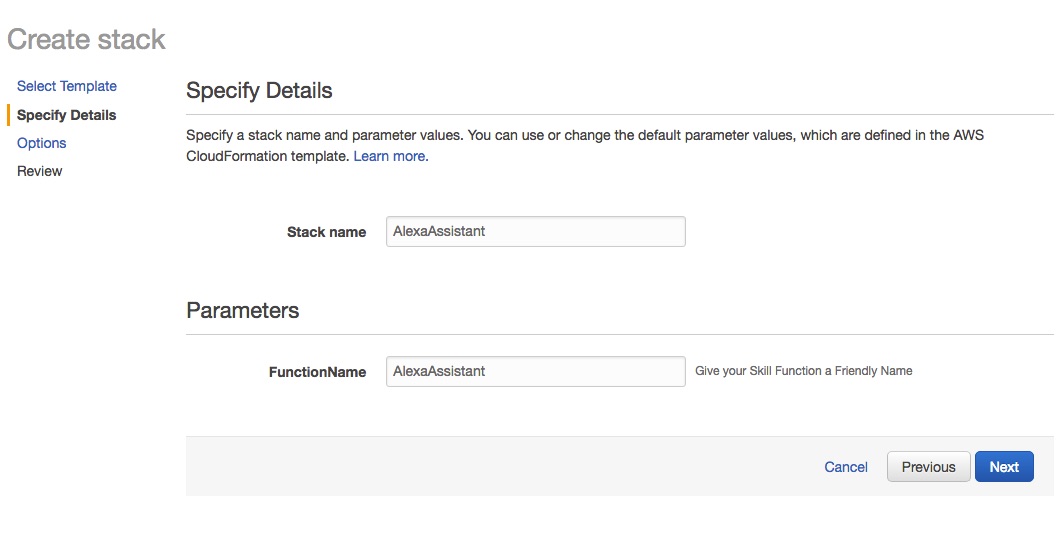 Create stack
Select Template
Specify Details
Options
Review
Specify Details
Specify a stack name and parameter values. You can use or change the default parameter values, which are defined in the AWS
CloudFormation template. Learn more.
Stack name AlexaAssistant
Parameters
FunctionName AlexaAssistant Give your Skill Function a Friendly Name
Cancel Previous Next